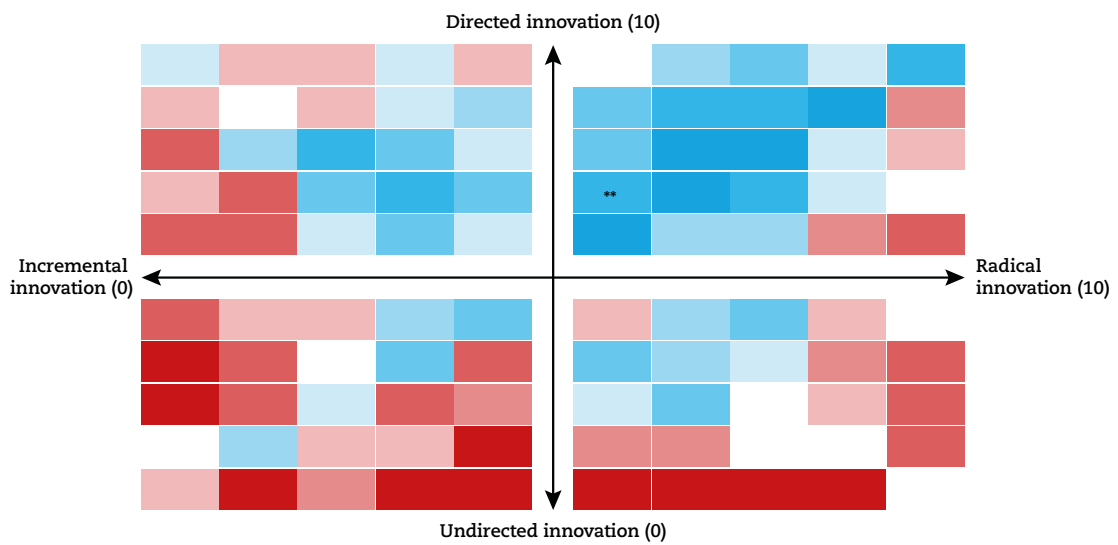 Directed innovation (10)
**
Incremental
innovation (0)
Radical
innovation (10)
Undirected innovation (0)